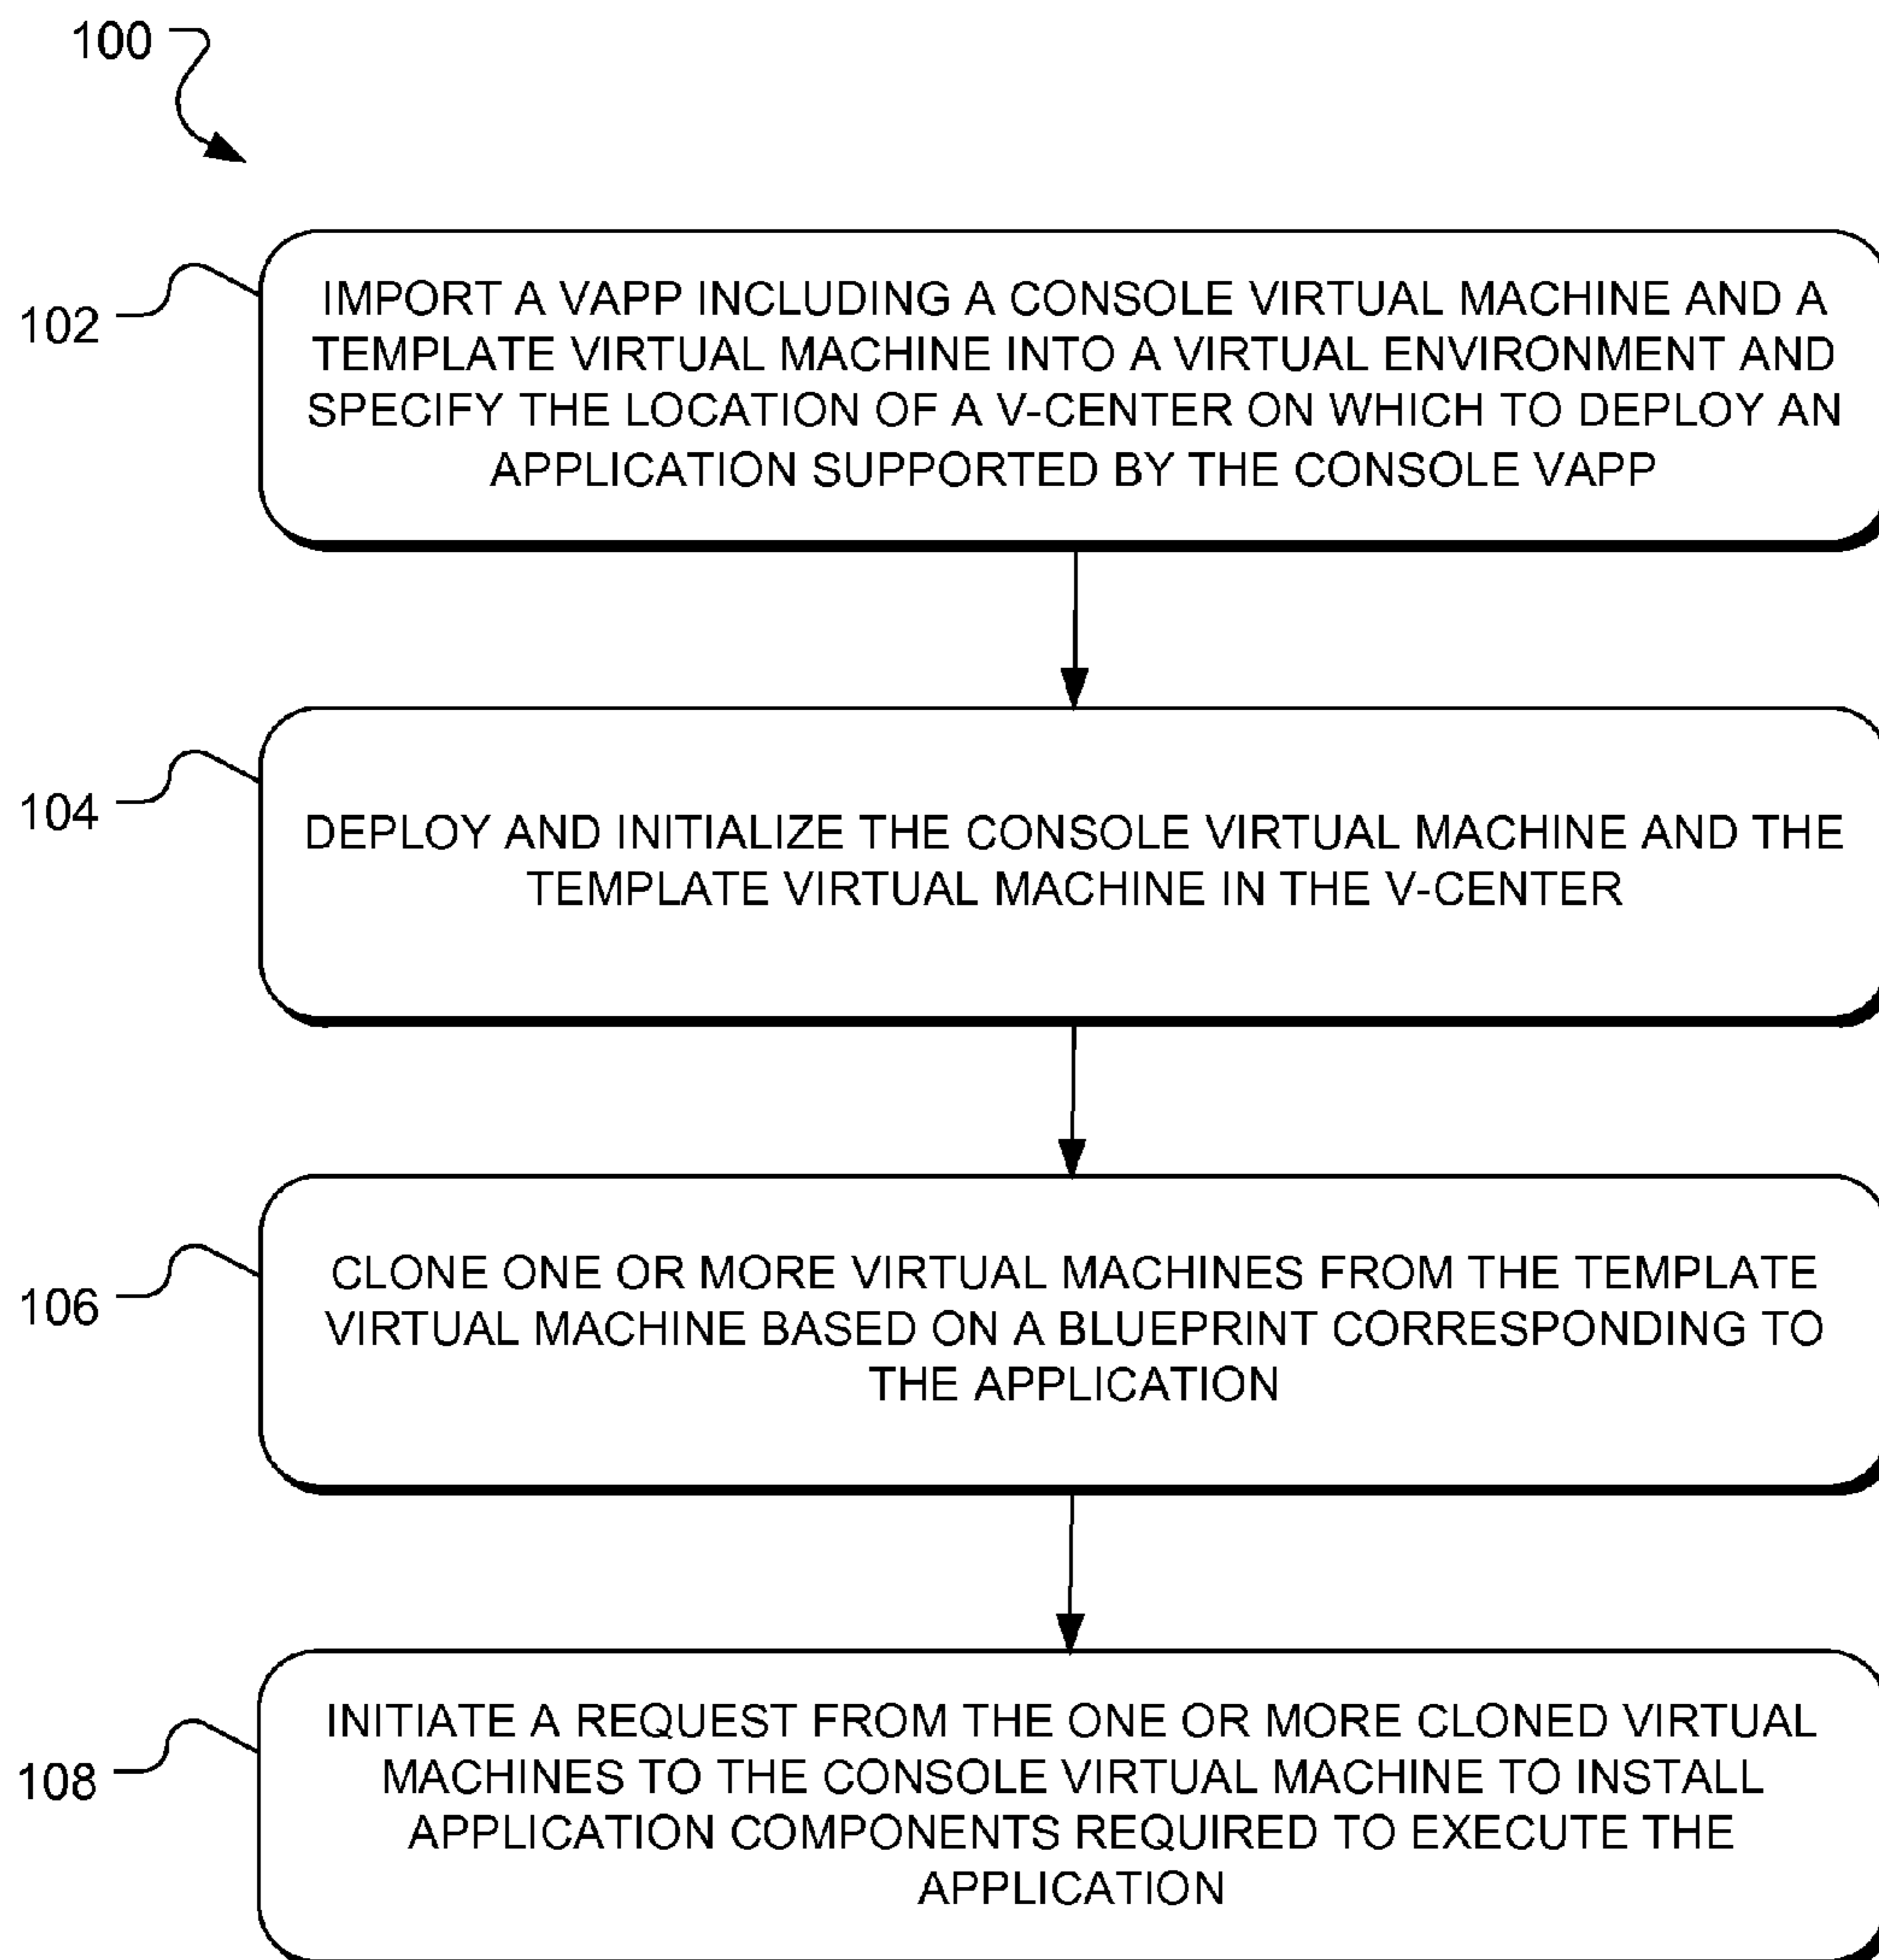 100
102
IMPORT A VAPP INCLUDING A CONSOLE VIRTUAL MACHINE AND A
TEMPLATE VIRTUAL MACHINE INTO A VIRTUAL ENVIRONMENT AND
SPECIFY THE LOCATION OF A V-CENTER ON WHICH TO DEPLOY AN
APPLICATION SUPPORTED BY THE CONSOLE VAPP
104
DEPLOY AND INITIALIZE THE CONSOLE VIRTUAL MACHINE AND THE
TEMPLATE VIRTUAL MACHINE IN THE V-CENTER
106
CLONE ONE OR MORE VIRTUAL MACHINES FROM THE TEMPLATE
VIRTUAL MACHINE BASED ON A BLUEPRINT CORRESPONDING TO
THE APPLICATION
108
INITIATE A REQUEST FROM THE ONE OR MORE CLONED VIRTUAL
MACHINES TO THE CONSOLE VIRTUAL MACHINE TO INSTALL
APPLICATION COMPONENTS REQUIRED TO EXECUTE THE
APPLICATION